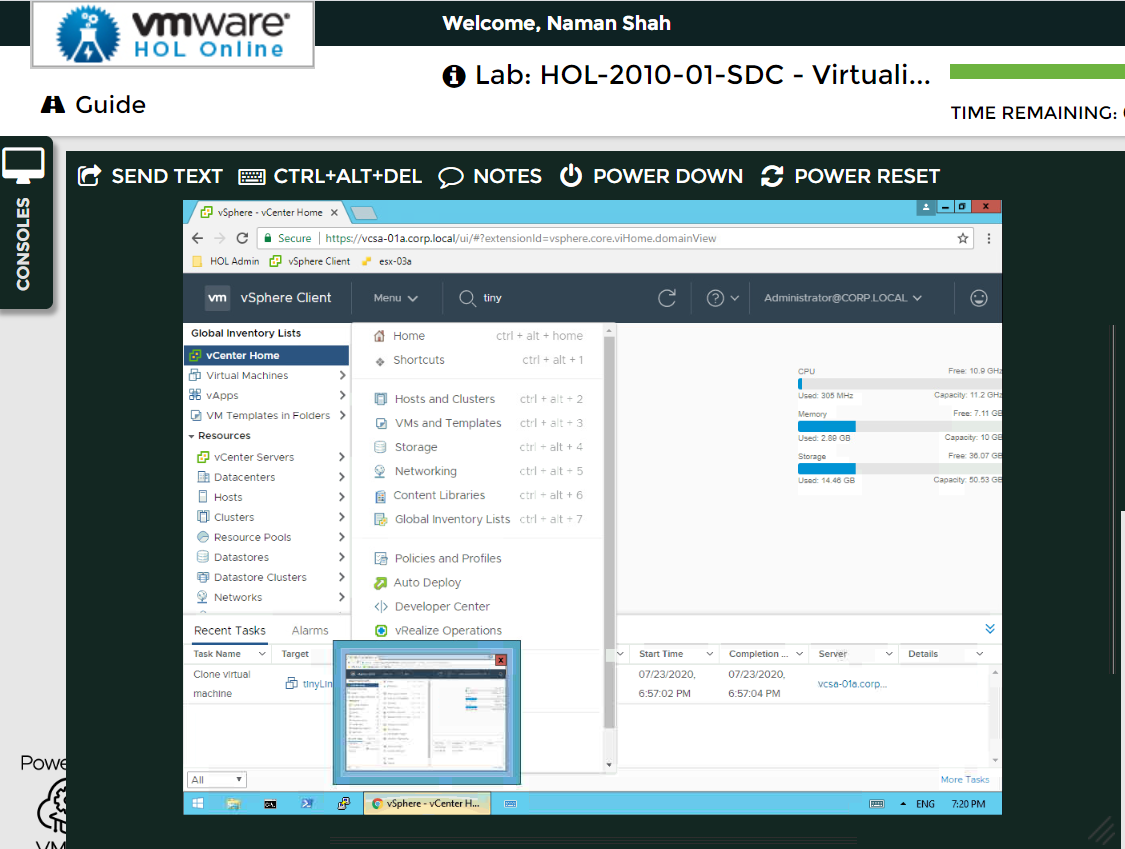 vmware®
HOL Online
Welcome, Naman Shah
Lab: HOL-2010-01-SDC - Virtuali...
Guide
TIME REMAINING:
CONSOLES
SEND TEXT CTRL+ALT+DEL NOTES POWER DOWN POWER RESET
vSphere - vCenter Home
Secure https://vcsa-01a.corp.local/ui/#?extensionId=vsphere.core.viHome.domainView
HOL Admin vSphere Client esx-03a
vm vSphere Client Menu tiny Administrator@CORP.LOCAL
Global Inventory Lists
vCenter Home
Virtual Machines
vApps
VM Templates in Folders
Resources
vCenter Servers
Datacenters
Hosts
Clusters
Resource Pools
Datastores
Datastore Clusters
Networks
Home ctrl + alt + home
Shortcuts ctrl + alt + 1
Hosts and Clusters ctrl + alt + 2
VMs and Templates ctrl + alt + 3
Storage ctrl + alt + 4
Networking ctrl + alt + 5
Content Libraries ctrl + alt + 6
Global Inventory Lists ctrl + alt + 7
Policies and Profiles
Auto Deploy
Developer Center
vRealize Operations
CPU Free: 10.9 GHz
Used: 305 MHz Capacity: 11.2 GHz
Memory Free: 7.11 GB
Used: 2.89 GB Capacity: 10 GB
Storage Free: 36.07 GB
Used: 14.46 GB Capacity: 50.53 GB
Recent Tasks Alarms
Task Name Target Start Time Completion ... Server Details
Clone virtual machine tinyLin 07/23/2020, 6:57:02 PM 07/23/2020, 6:57:04 PM vcsa-01a.corp...
All More Tasks
vSphere - vCenter H... ENG 7:20 PM
Powe
VM